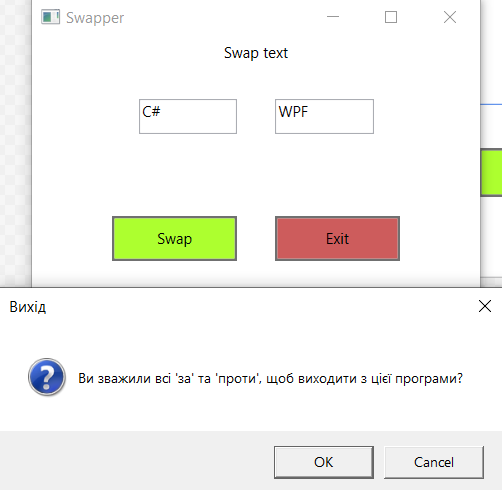 Swapper
Swap text
C# WPF
Swap Exit
Вихід
Ви зважили всі 'за' та 'проти', щоб виходити з цієї програми?
OK Cancel